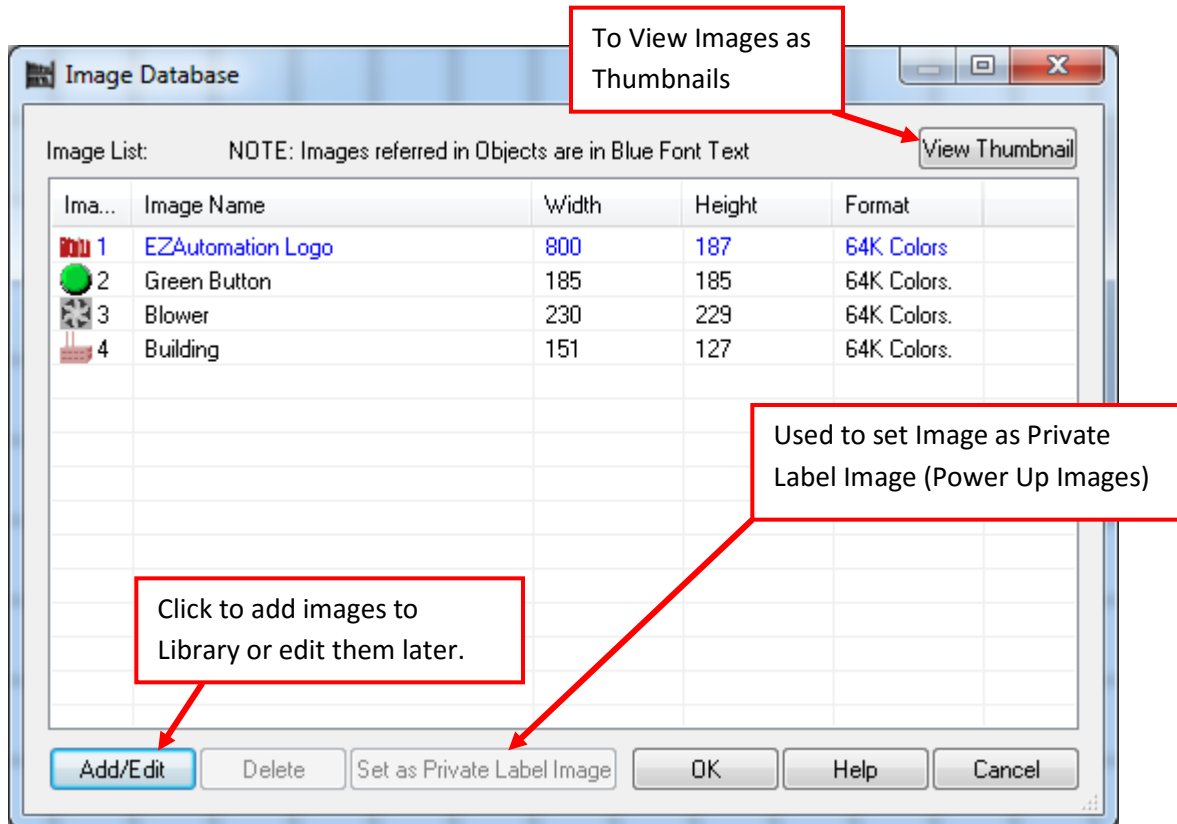 To View Images as
Thumbnails
Image Database
Image List: NOTE: Images referred in Objects are in Blue Font Text View Thumbnail
Ima... Image Name Width Height Format
1 EZAutomation Logo 800 187 64K Colors
2 Green Button 185 185 64K Colors.
3 Blower 230 229 64K Colors.
4 Building 151 127 64K Colors.
Used to set Image as Private
Label Image (Power Up Images)
Click to add images to
Library or edit them later.
Add/Edit Delete Set as Private Label Image OK Help Cancel